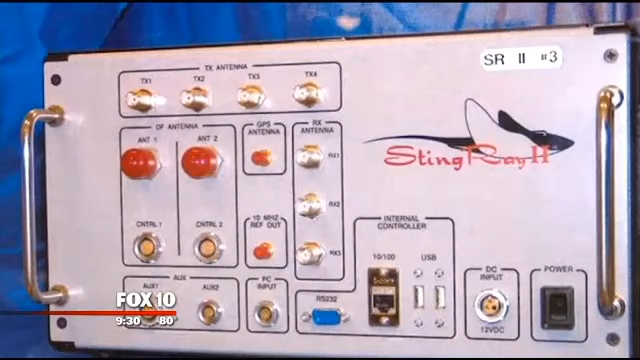 SR II #3
TX ANTENNA
TX1 TX2 TX3 TX4
DF ANTENNA
ANT 1 ANT 2
GPS
ANTENNA
RX
ANTENNA
RX1
RX2
RX3
StingRay II
CNTRL 1 CNTRL 2
10 MHZ
REF OUT
INTERNAL
CONTROLLER
10/100 USB
AUX
AUX1 AUX2
PC
INPUT
RS232
DC
INPUT
12VDC
POWER
FOX 10
9:30 80°